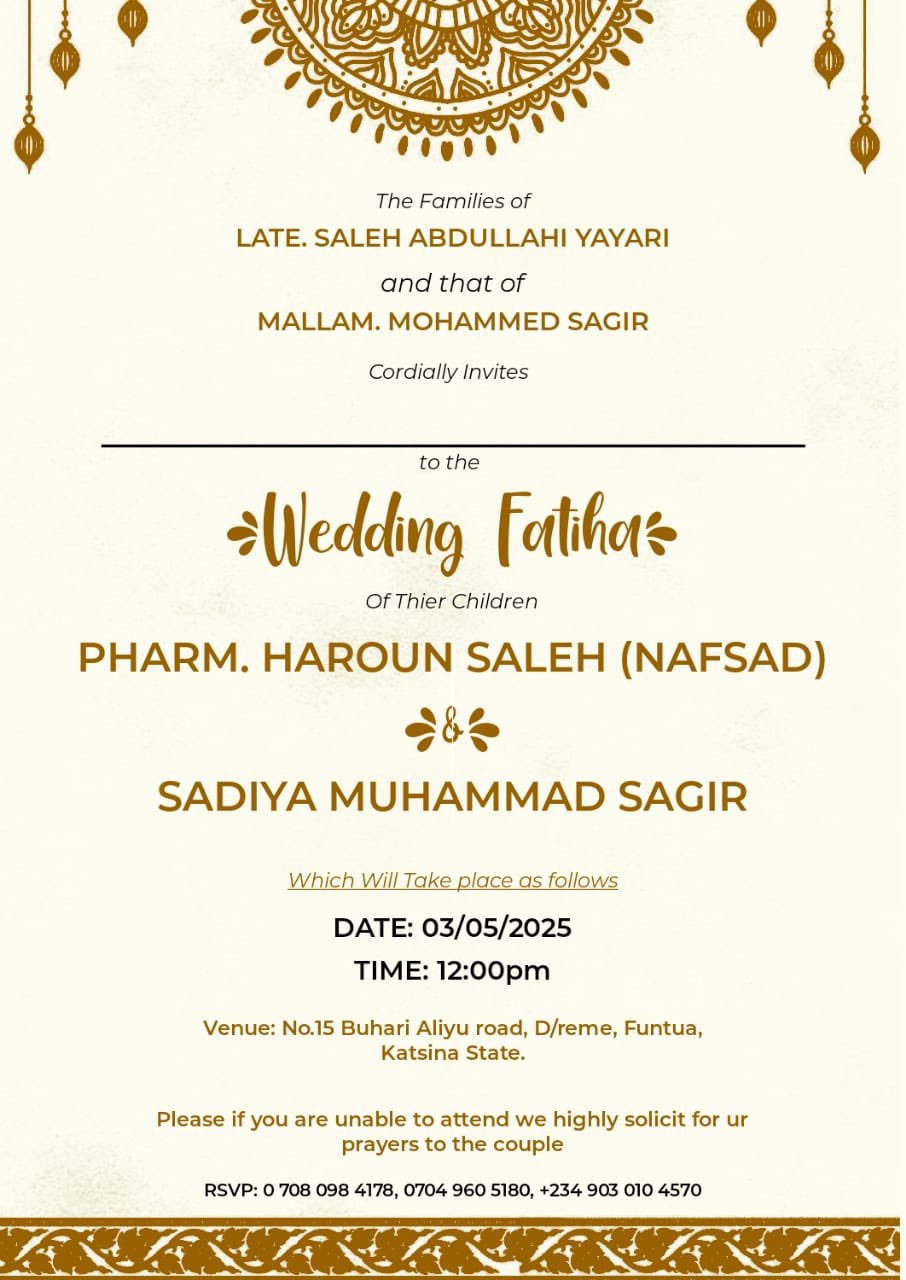 The Families of
LATE. SALEH ABDULLAHI YAYARI
and that of
MALLAM. MOHAMMED SAGIR
Cordially Invites
to the
Wedding Fatiha
Of Thier Children
PHARM. HAROUN SALEH (NAFSAD)
&
SADIYA MUHAMMAD SAGIR
Which Will Take place as follows
DATE: 03/05/2025
TIME: 12:00pm
Venue: No.15 Buhari Aliyu road, D/reme, Funtua,
Katsina State.
Please if you are unable to attend we highly solicit for ur
prayers to the couple
RSVP: 0 708 098 4178, 0704 960 5180, +234 903 010 4570